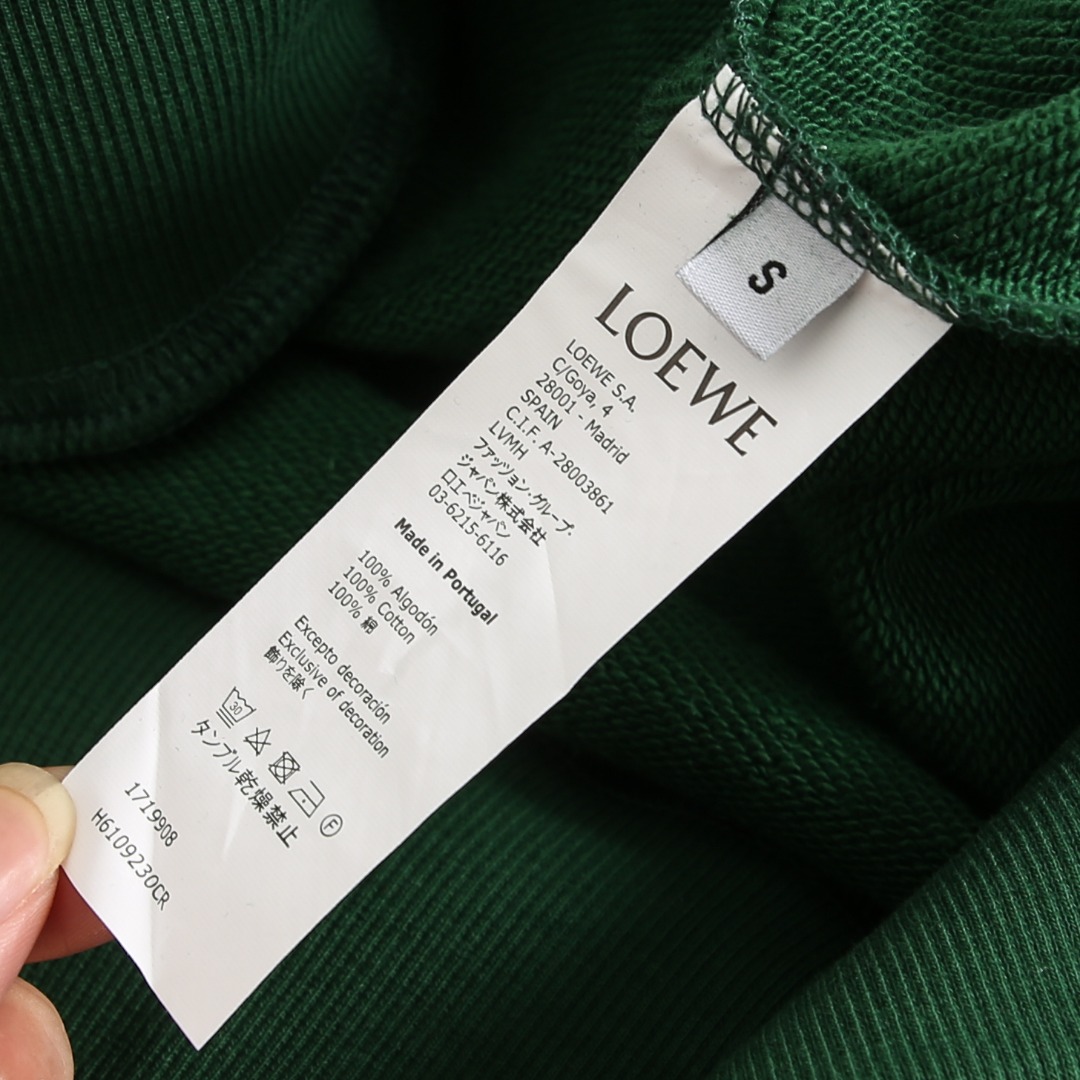 S
LOEWE
LOEWE S.A.
C/Goya, 4
28001 - Madrid
SPAIN
C.I.F. A-28003861
LVMH
ファッション・グループ・
ジャパン株式会社
ロエベジャパン
03-6215-6116
Made in Portugal
100% Algodón
100% Cotton
100% 綿
Excepto decoración
Exclusive of decoration
飾りを除く
30
F
タンブル乾燥禁止
1719908
H6109230CR